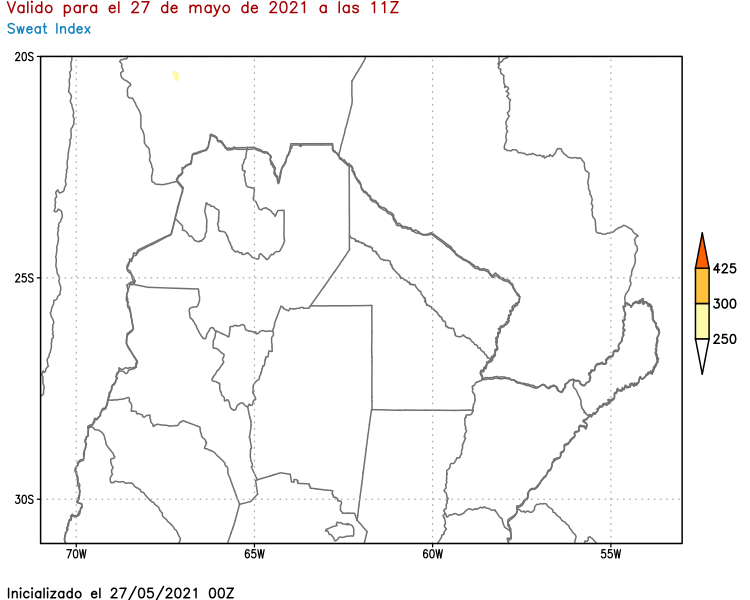 Valido para el 27 de mayo de 2021 a las 11Z
Sweat Index
20S
25S
30S
70W 65W 60W 55W
425
300
250
Inicializado el 27/05/2021 00Z